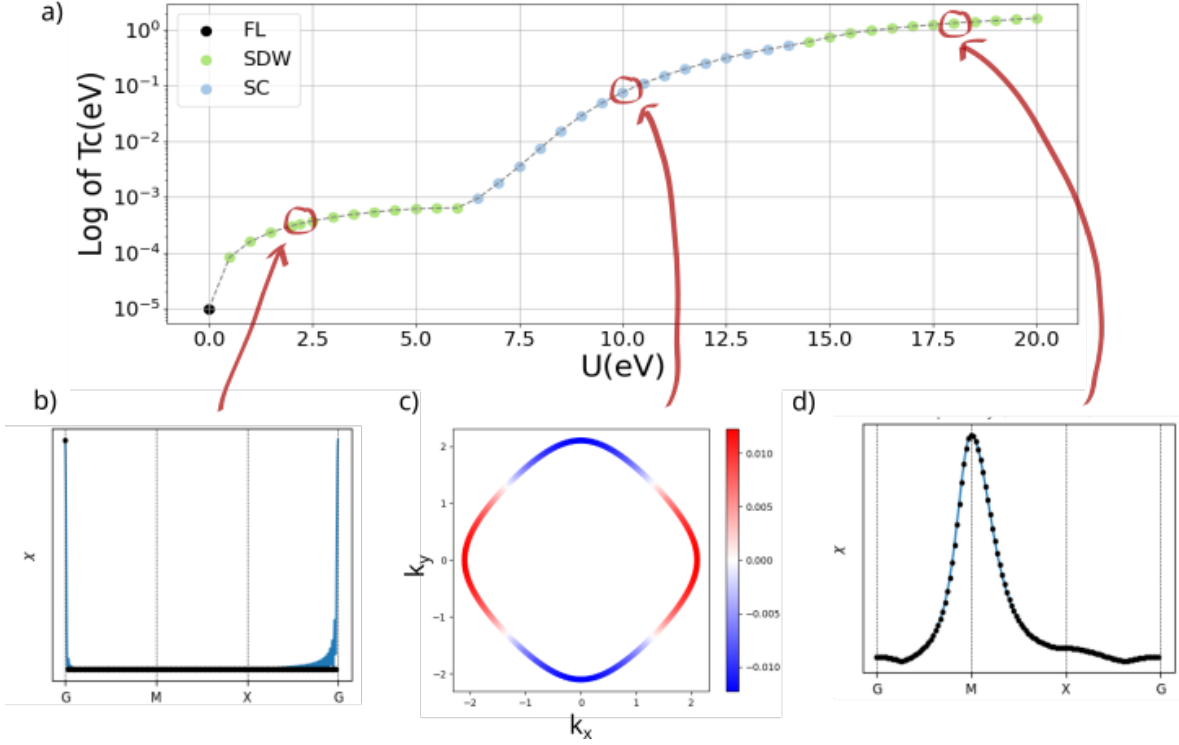 a)
Log of Tc(eV)
10⁰
10⁻¹
10⁻²
10⁻³
10⁻⁴
10⁻⁵
FL
SDW
SC
0.0 2.5 5.0 7.5 10.0 12.5 15.0 17.5 20.0
U(eV)
b)
χ
G M X G
c)
k_y
2
1
0
−1
−2
−2 −1 0 1 2
k_x
0.010
0.005
0.000
−0.005
−0.010
d)
χ
G M X G